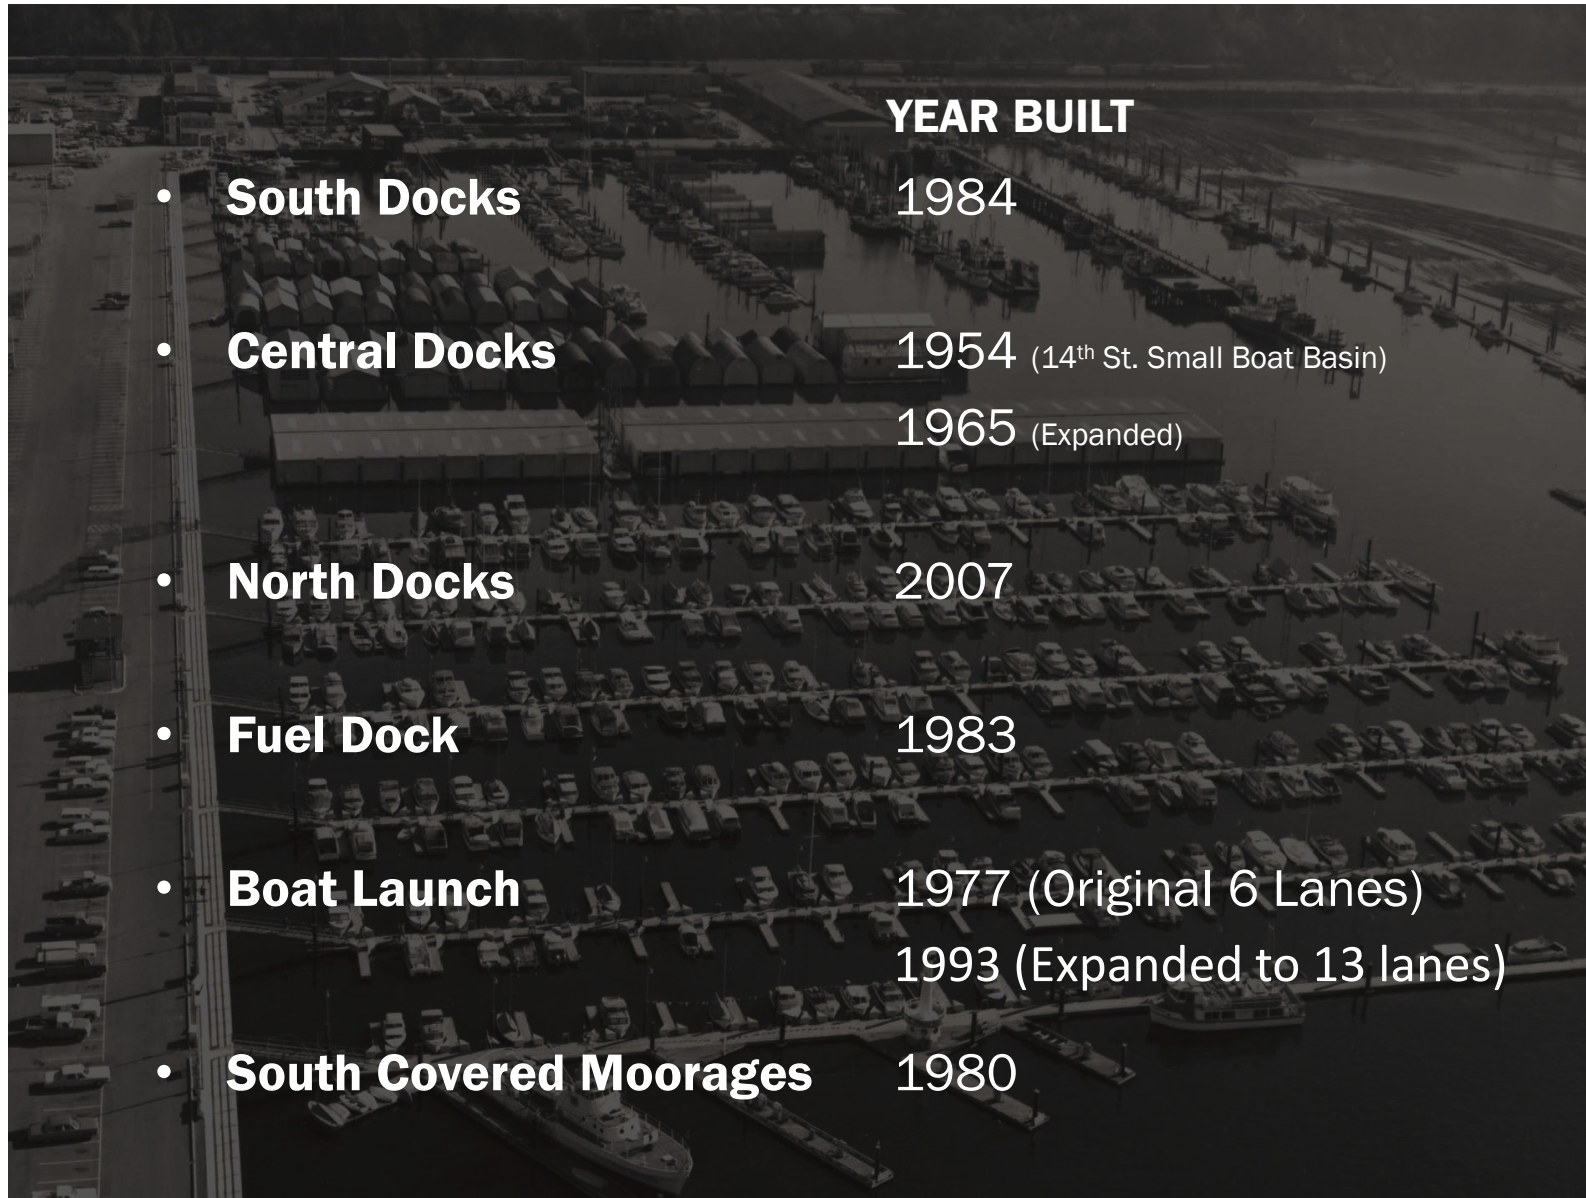 YEAR BUILT
• South Docks 1984
• Central Docks 1954 (14th St. Small Boat Basin)
1965 (Expanded)
• North Docks 2007
• Fuel Dock 1983
• Boat Launch 1977 (Original 6 Lanes)
1993 (Expanded to 13 lanes)
• South Covered Moorages 1980